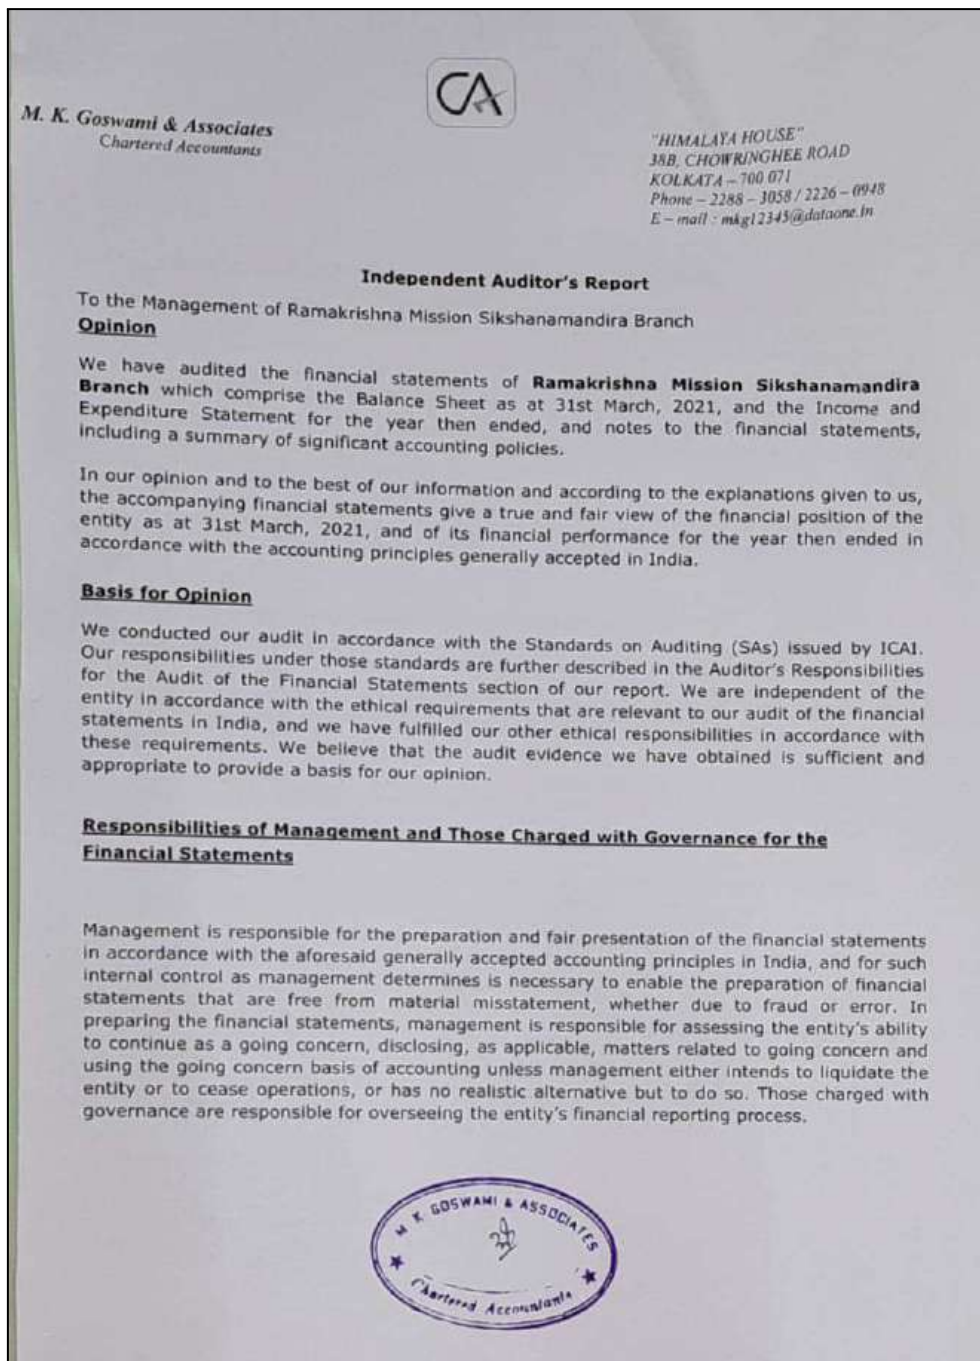 CA
M. K. Goswami & Associates
Chartered Accountants
"HIMALAYA HOUSE"
38B, CHOWRINGHEE ROAD
KOLKATA – 700 071
Phone – 2288 – 3058 / 2226 – 0948
E – mail : mkg12345@dataone.in
Independent Auditor's Report
To the Management of Ramakrishna Mission Sikshanamandira Branch
Opinion
We have audited the financial statements of Ramakrishna Mission Sikshanamandira
Branch which comprise the Balance Sheet as at 31st March, 2021, and the Income and
Expenditure Statement for the year then ended, and notes to the financial statements,
including a summary of significant accounting policies.
In our opinion and to the best of our information and according to the explanations given to us,
the accompanying financial statements give a true and fair view of the financial position of the
entity as at 31st March, 2021, and of its financial performance for the year then ended in
accordance with the accounting principles generally accepted in India.
Basis for Opinion
We conducted our audit in accordance with the Standards on Auditing (SAs) issued by ICAI.
Our responsibilities under those standards are further described in the Auditor's Responsibilities
for the Audit of the Financial Statements section of our report. We are independent of the
entity in accordance with the ethical requirements that are relevant to our audit of the financial
statements in India, and we have fulfilled our other ethical responsibilities in accordance with
these requirements. We believe that the audit evidence we have obtained is sufficient and
appropriate to provide a basis for our opinion.
Responsibilities of Management and Those Charged with Governance for the
Financial Statements
Management is responsible for the preparation and fair presentation of the financial statements
in accordance with the aforesaid generally accepted accounting principles in India, and for such
internal control as management determines is necessary to enable the preparation of financial
statements that are free from material misstatement, whether due to fraud or error. In
preparing the financial statements, management is responsible for assessing the entity's ability
to continue as a going concern, disclosing, as applicable, matters related to going concern and
using the going concern basis of accounting unless management either intends to liquidate the
entity or to cease operations, or has no realistic alternative but to do so. Those charged with
governance are responsible for overseeing the entity's financial reporting process.
M K GOSWAMI & ASSOCIATES
Chartered Accountants